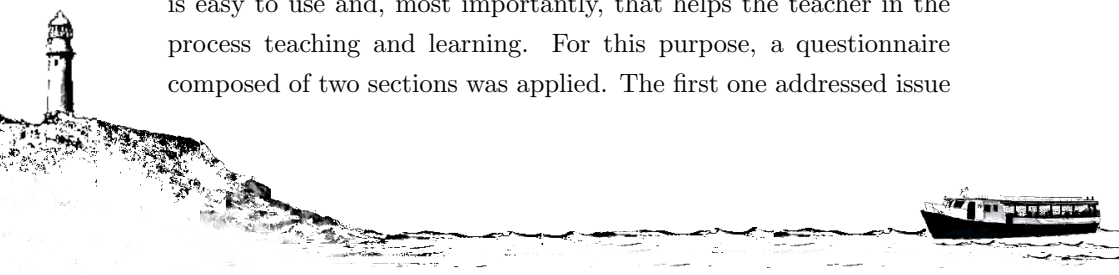 is easy to use and, most importantly, that helps the teacher in the
process teaching and learning. For this purpose, a questionnaire
composed of two sections was applied. The first one addressed issue